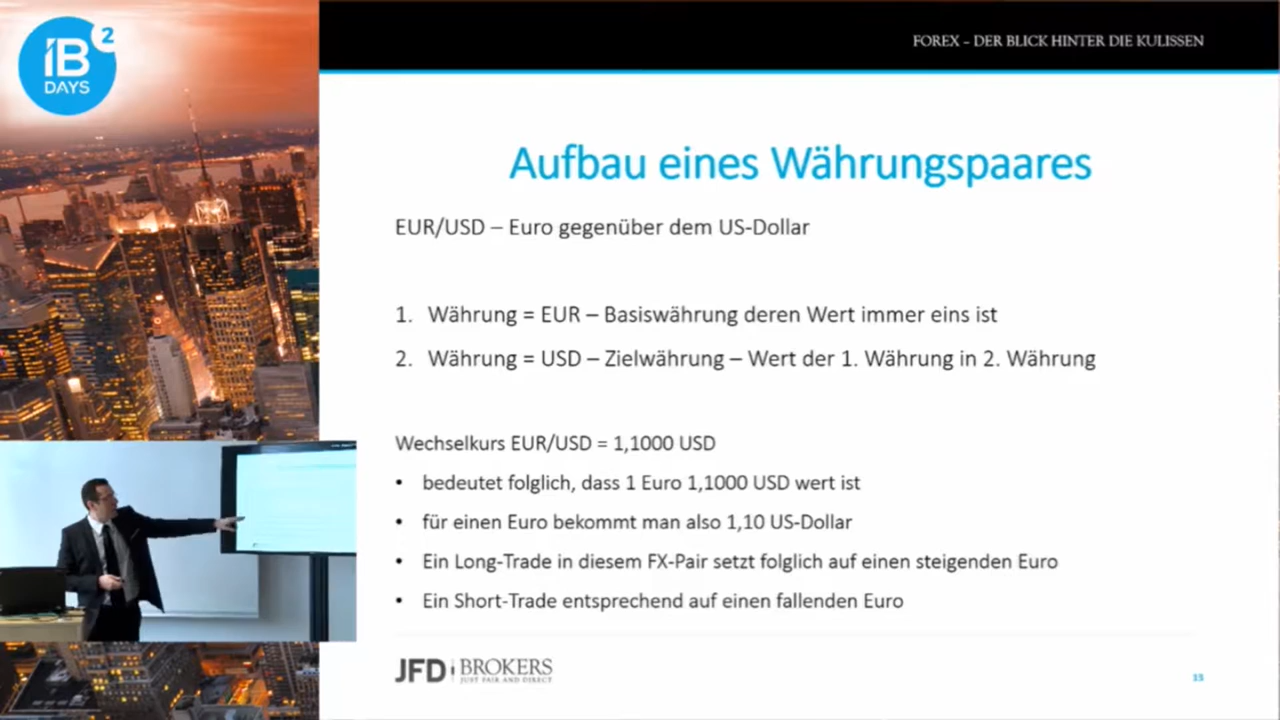 iB²
DAYS
FOREX – DER BLICK HINTER DIE KULISSEN
Aufbau eines Währungspaares
EUR/USD – Euro gegenüber dem US-Dollar
1. Währung = EUR – Basiswährung deren Wert immer eins ist
2. Währung = USD – Zielwährung – Wert der 1. Währung in 2. Währung
Wechselkurs EUR/USD = 1,1000 USD
• bedeutet folglich, dass 1 Euro 1,1000 USD wert ist
• für einen Euro bekommt man also 1,10 US-Dollar
• Ein Long-Trade in diesem FX-Pair setzt folglich auf einen steigenden Euro
• Ein Short-Trade entsprechend auf einen fallenden Euro
JFD BROKERS
JUST FAIR AND DIRECT